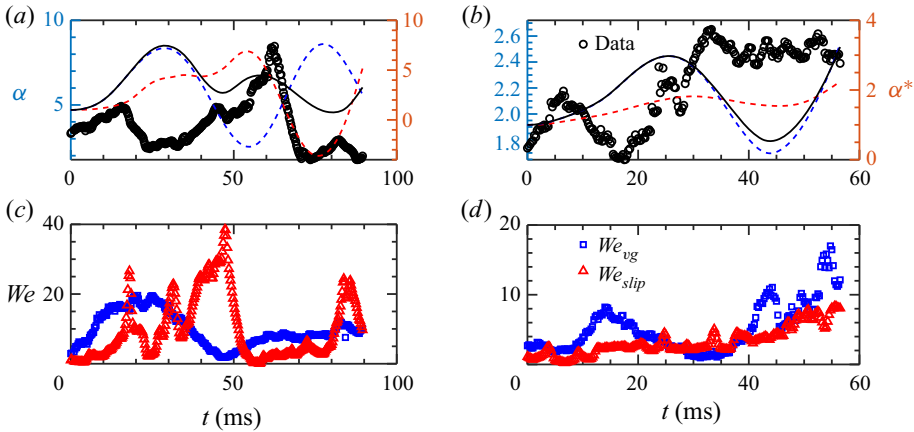 (a) (b)
10 10 2.6 4
α 5 5 0 2.4 2.2 2.0 1.8 3 2 1 0 α*
Data
0 50 100 0 20 40 60
(c) (d)
We 40 20 0 20 10 0
We_vg
We_slip
0 50 100 0 20 40 60
t (ms) t (ms)